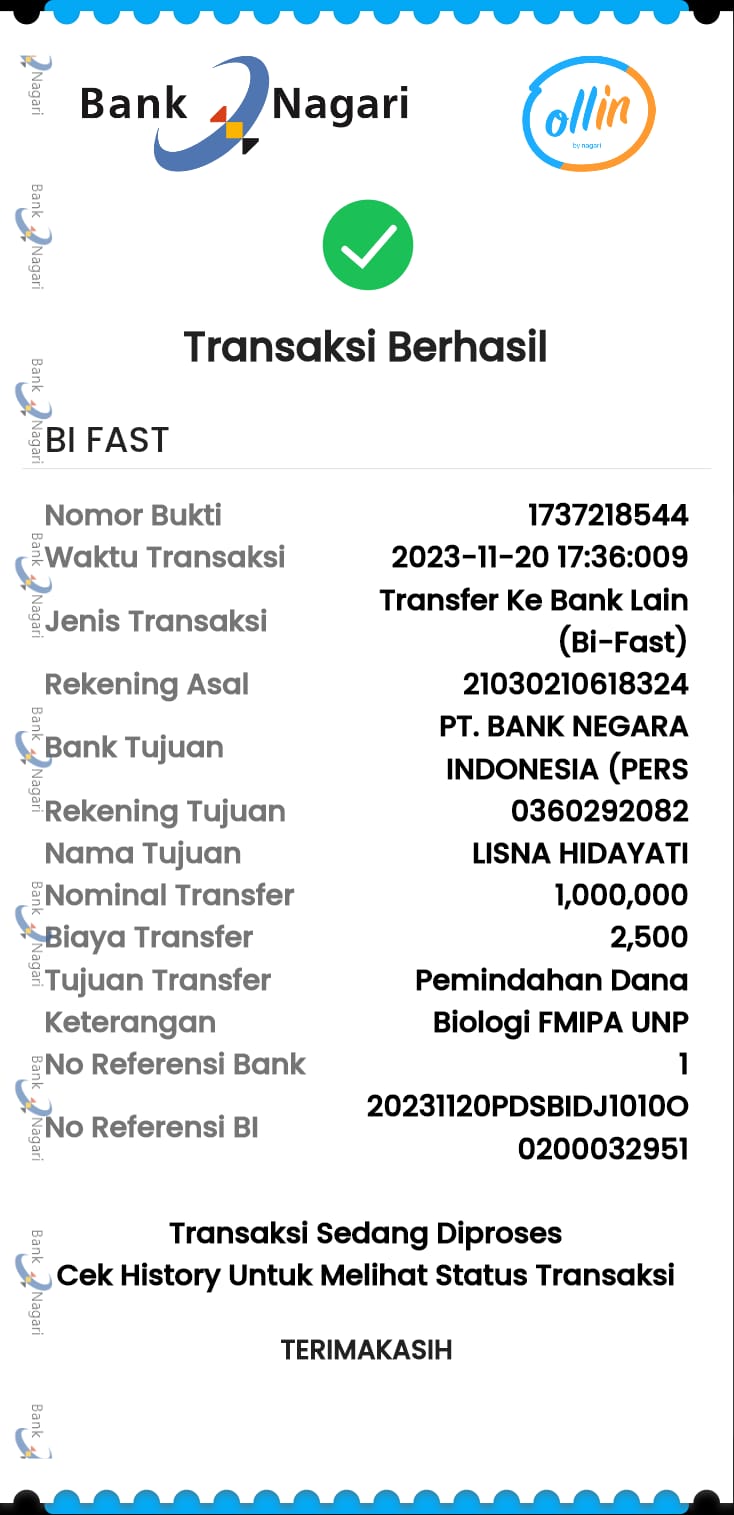 Bank Nagari
ollin
by nagari
Transaksi Berhasil
BI FAST
Nomor Bukti 1737218544
Waktu Transaksi 2023-11-20 17:36:009
Jenis Transaksi Transfer Ke Bank Lain
(Bi-Fast)
Rekening Asal 21030210618324
Bank Tujuan PT. BANK NEGARA
INDONESIA (PERS
Rekening Tujuan 0360292082
Nama Tujuan LISNA HIDAYATI
Nominal Transfer 1,000,000
Biaya Transfer 2,500
Tujuan Transfer Pemindahan Dana
Keterangan Biologi FMIPA UNP
No Referensi Bank 1
No Referensi BI 20231120PDSBIDJ1010O
0200032951
Transaksi Sedang Diproses
Cek History Untuk Melihat Status Transaksi
TERIMAKASIH
Nagari
Bank Nagari
Bank Nagari
Bank Nagari
Bank Nagari
Bank Nagari
Bank Nagari
Bank Nagari
Bank